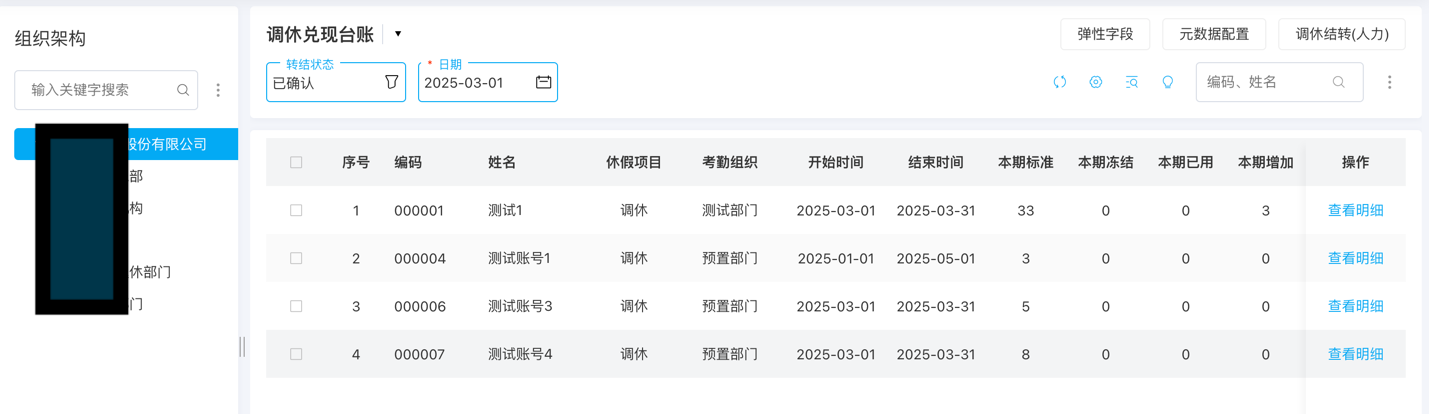 组织架构
输入关键字搜索
股份有限公司
部
构
休部门
门
调休兑现台账
弹性字段 元数据配置 调休结转(人力)
转结状态 * 日期
已确认 2025-03-01 编码、姓名
序号 编码 姓名 休假项目 考勤组织 开始时间 结束时间 本期标准 本期冻结 本期已用 本期增加 操作
1 000001 测试1 调休 测试部门 2025-03-01 2025-03-31 33 0 0 3 查看明细
2 000004 测试账号1 调休 预置部门 2025-01-01 2025-05-01 3 0 0 0 查看明细
3 000006 测试账号3 调休 预置部门 2025-03-01 2025-03-31 5 0 0 0 查看明细
4 000007 测试账号4 调休 预置部门 2025-03-01 2025-03-31 8 0 0 0 查看明细